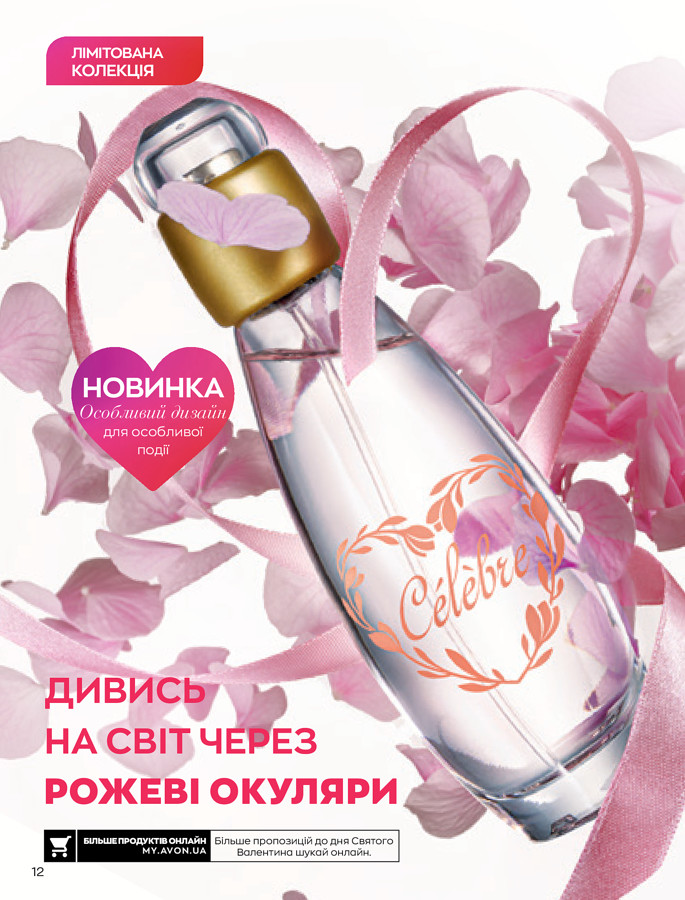 ЛІМІТОВАНА
КОЛЕКЦІЯ
НОВИНКА
Особливий дизайн
для особливої
події
Célèbre
ДИВИСЬ
НА СВІТ ЧЕРЕЗ
РОЖЕВІ ОКУЛЯРИ
БІЛЬШЕ ПРОДУКТІВ ОНЛАЙН
MY.AVON.UA
Більше пропозицій до дня Святого
Валентина шукай онлайн.
12